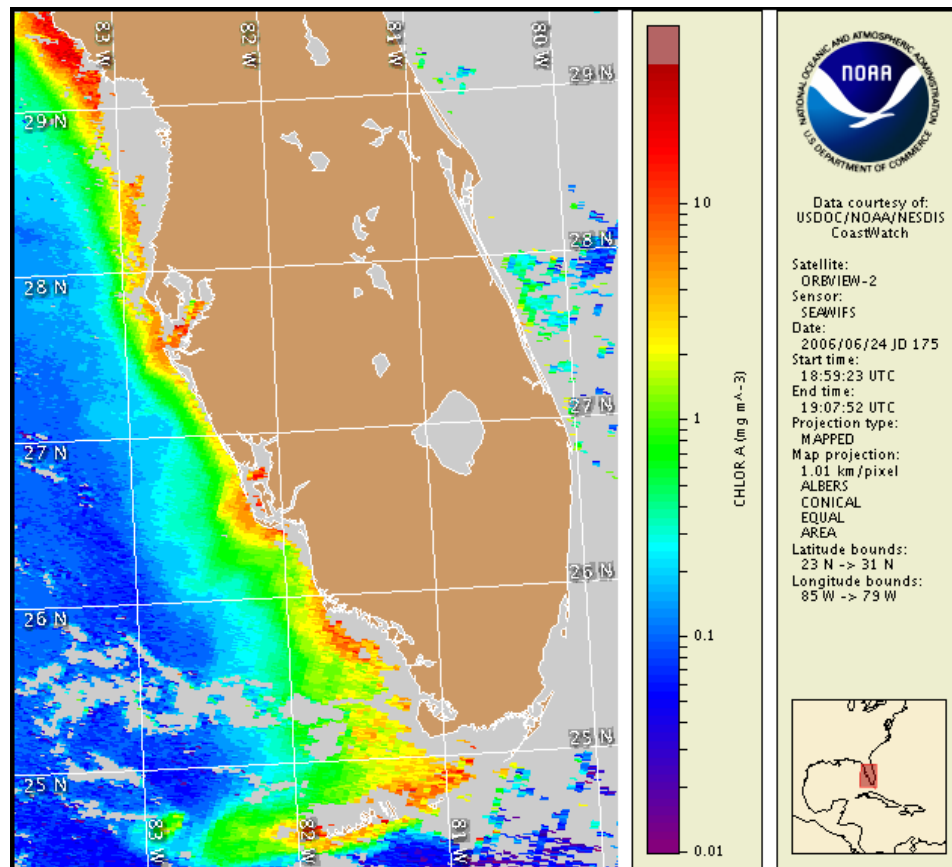 83 W
82 W
81 W
80 W
29 N
29 N
28 N
28 N
27 N
27 N
26 N
26 N
25 N
25 N
83 W
82 W
81 W
10
1
0.1
0.01
CHLOR A (mg m^-3)
NATIONAL OCEANIC AND ATMOSPHERIC ADMINISTRATION
NOAA
U.S. DEPARTMENT OF COMMERCE
Data courtesy of:
USDOC/NOAA/NESDIS
CoastWatch
Satellite:
ORBVIEW-2
Sensor:
SEAWIFS
Date:
2006/06/24 JD 175
Start time:
18:59:23 UTC
End time:
19:07:52 UTC
Projection type:
MAPPED
Map projection:
1.01 km/pixel
ALBERS
CONICAL
EQUAL
AREA
Latitude bounds:
23 N -> 31 N
Longitude bounds:
85 W -> 79 W